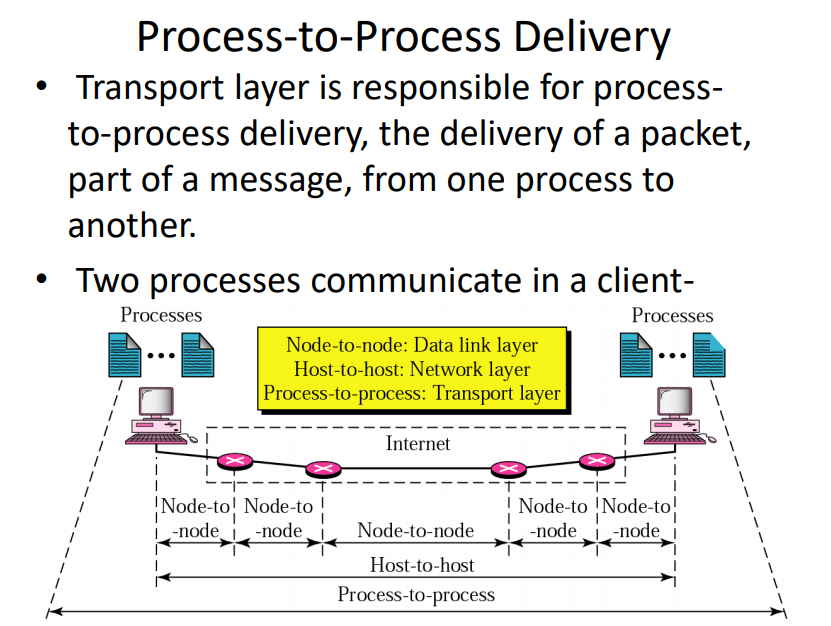 Process-to-Process Delivery
• Transport layer is responsible for process-
to-process delivery, the delivery of a packet,
part of a message, from one process to
another.
• Two processes communicate in a client-
Processes
Processes
Node-to-node: Data link layer
Host-to-host: Network layer
Process-to-process: Transport layer
Internet
Node-to
-node
Node-to
-node
Node-to-node
Node-to
-node
Node-to
-node
Host-to-host
Process-to-process